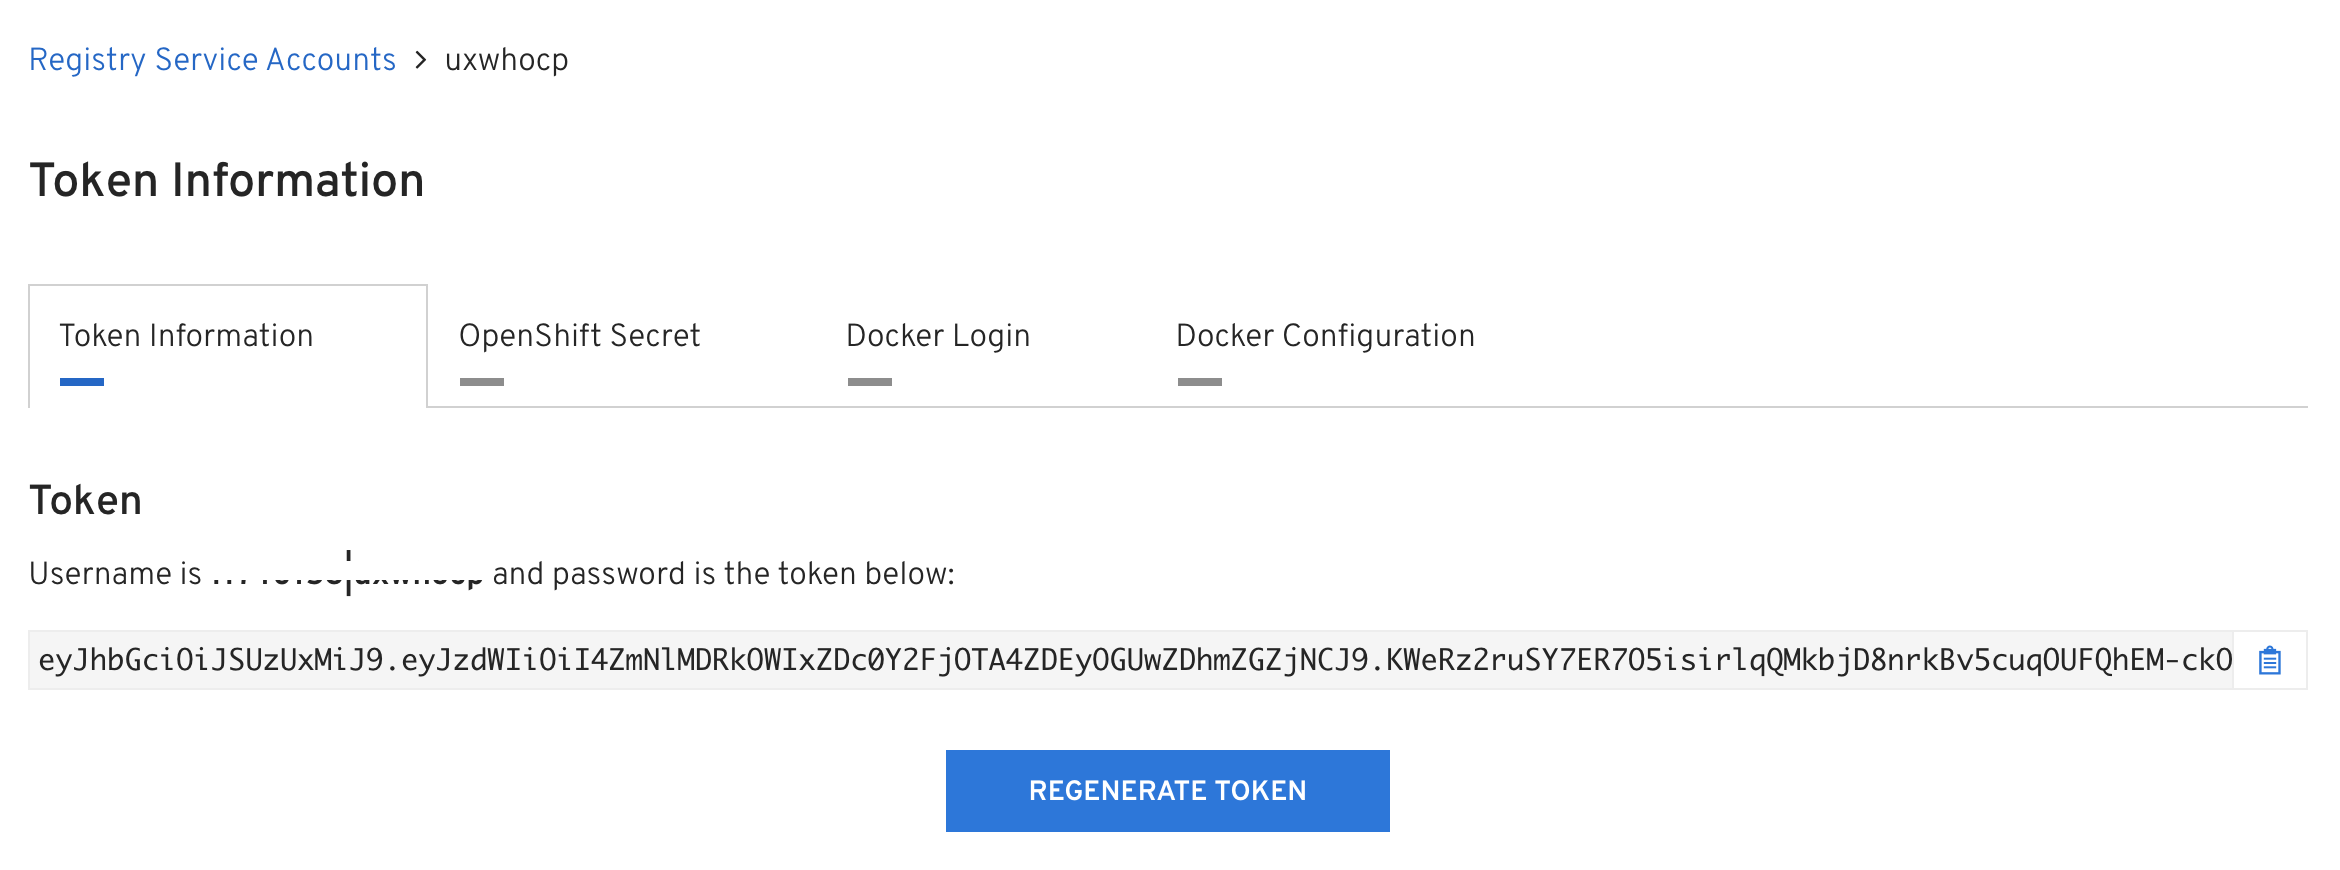 Registry Service Accounts > uxwhocp
Token Information
Token Information OpenShift Secret Docker Login Docker Configuration
Token
Username is and password is the token below:
eyJhbGciOiJSUzUxMiJ9.eyJzdWIiOiI4ZmNlMDRkOWIxZDc0Y2FjOTA4ZDEyOGUwZDhmZGZjNCJ9.KWeRz2ruSY7ER7O5isirlqQMkbjD8nrkBv5cuqOUFQhEM-ckO
REGENERATE TOKEN